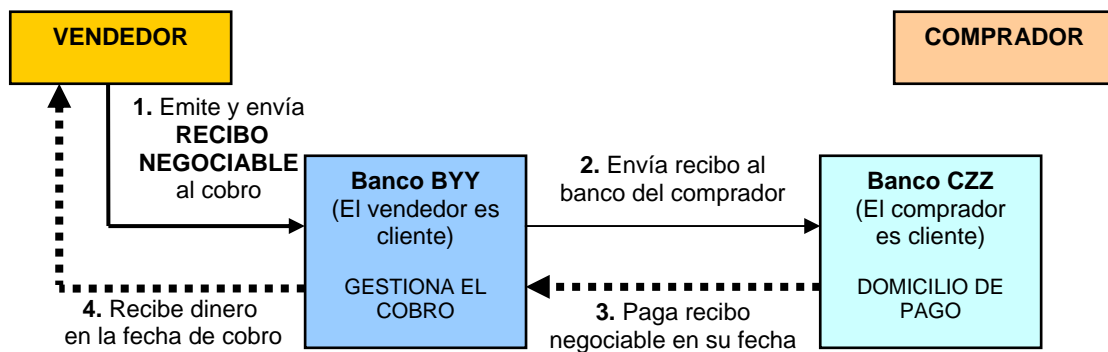 VENDEDOR
COMPRADOR
1. Emite y envía
RECIBO
NEGOCIABLE
al cobro
Banco BYY
(El vendedor es
cliente)
GESTIONA EL
COBRO
2. Envía recibo al
banco del comprador
Banco CZZ
(El comprador
es cliente)
DOMICILIO DE
PAGO
3. Paga recibo
negociable en su fecha
4. Recibe dinero
en la fecha de cobro